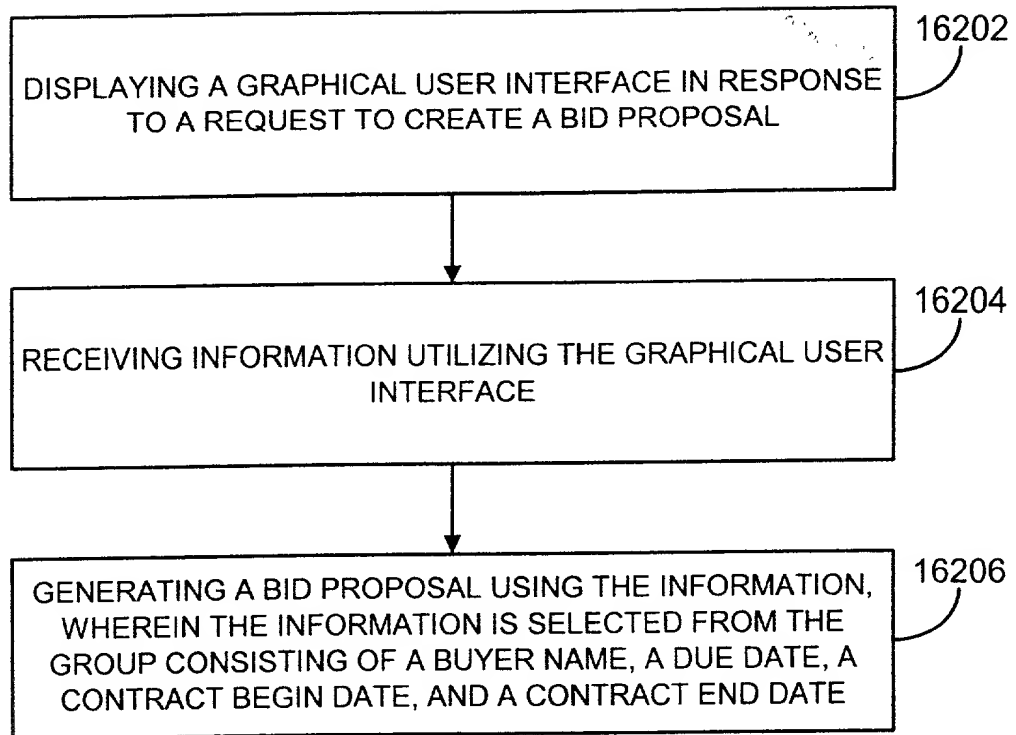 16202
DISPLAYING A GRAPHICAL USER INTERFACE IN RESPONSE
TO A REQUEST TO CREATE A BID PROPOSAL
16204
RECEIVING INFORMATION UTILIZING THE GRAPHICAL USER
INTERFACE
16206
GENERATING A BID PROPOSAL USING THE INFORMATION,
WHEREIN THE INFORMATION IS SELECTED FROM THE
GROUP CONSISTING OF A BUYER NAME, A DUE DATE, A
CONTRACT BEGIN DATE, AND A CONTRACT END DATE